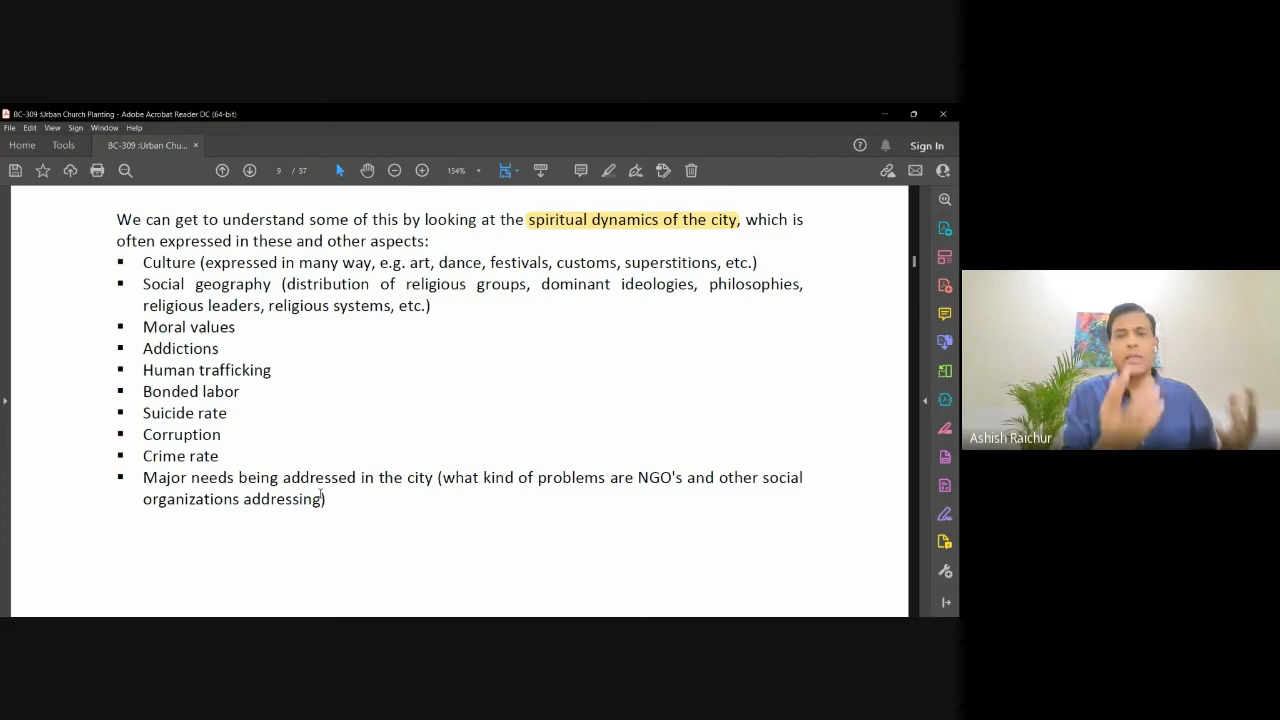 BC-309 :Urban Church Planting - Adobe Acrobat Reader DC (64-bit)
File Edit View Sign Window Help
Home Tools BC-309 :Urban Chu... ×
Sign In
9 / 57
154%
We can get to understand some of this by looking at the spiritual dynamics of the city, which is
often expressed in these and other aspects:
▪ Culture (expressed in many way, e.g. art, dance, festivals, customs, superstitions, etc.)
▪ Social geography (distribution of religious groups, dominant ideologies, philosophies,
religious leaders, religious systems, etc.)
▪ Moral values
▪ Addictions
▪ Human trafficking
▪ Bonded labor
▪ Suicide rate
▪ Corruption
▪ Crime rate
▪ Major needs being addressed in the city (what kind of problems are NGO's and other social
organizations addressing)
Ashish Raichur